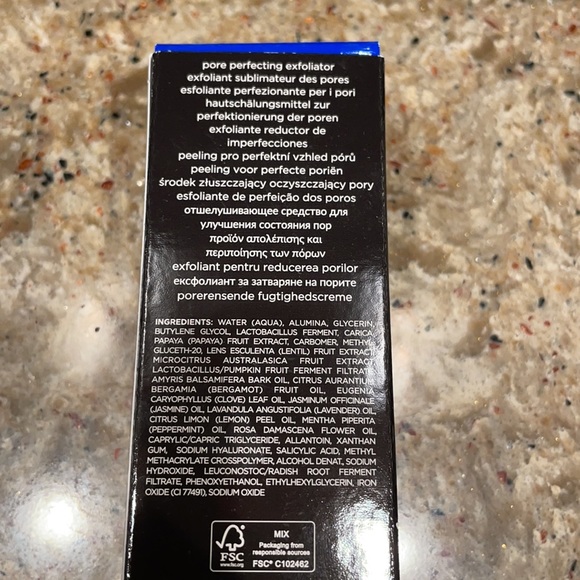 pore perfecting exfoliator
exfoliant sublimateur des pores
esfoliante perfezionante per i pori
hautschälungsmittel zur
perfektionierung der poren
exfoliante reductor de
imperfecciones
peeling pro perfektní vzhled pórů
peeling voor perfecte poriën
środek złuszczający oczyszczający pory
esfoliante de perfeição dos poros
отшелушивающее средство для
улучшения состояния пор
προϊόν απολέπισης και
περιποίησης των πόρων
exfoliant pentru reducerea porilor
ексфолиант за затваряне на порите
porerensende fugtighedscreme
INGREDIENTS: WATER (AQUA), ALUMINA, GLYCERIN,
BUTYLENE GLYCOL, LACTOBACILLUS FERMENT, CARICA
PAPAYA (PAPAYA) FRUIT EXTRACT, CARBOMER, METHYL
GLUCETH-20, LENS ESCULENTA (LENTIL) FRUIT EXTRACT,
MICROCITRUS AUSTRALASICA FRUIT EXTRACT,
LACTOBACILLUS/PUMPKIN FRUIT FERMENT FILTRATE,
AMYRIS BALSAMIFERA BARK OIL, CITRUS AURANTIUM
BERGAMIA (BERGAMOT) FRUIT OIL, EUGENIA
CARYOPHYLLUS (CLOVE) LEAF OIL, JASMINUM OFFICINALE
(JASMINE) OIL, LAVANDULA ANGUSTIFOLIA (LAVENDER) OIL,
CITRUS LIMON (LEMON) PEEL OIL, MENTHA PIPERITA
(PEPPERMINT) OIL, ROSA DAMASCENA FLOWER OIL,
CAPRYLIC/CAPRIC TRIGLYCERIDE, ALLANTOIN, XANTHAN
GUM, SODIUM HYALURONATE, SALICYLIC ACID, METHYL
METHACRYLATE CROSSPOLYMER, ALCOHOL DENAT, SODIUM
HYDROXIDE, LEUCONOSTOC/RADISH ROOT FERMENT
FILTRATE, PHENOXYETHANOL, ETHYLHEXYLGLYCERIN, IRON
OXIDE (CI 77491), SODIUM OXIDE
FSC
www.fsc.org
MIX
Packaging from
responsible sources
FSC® C102462